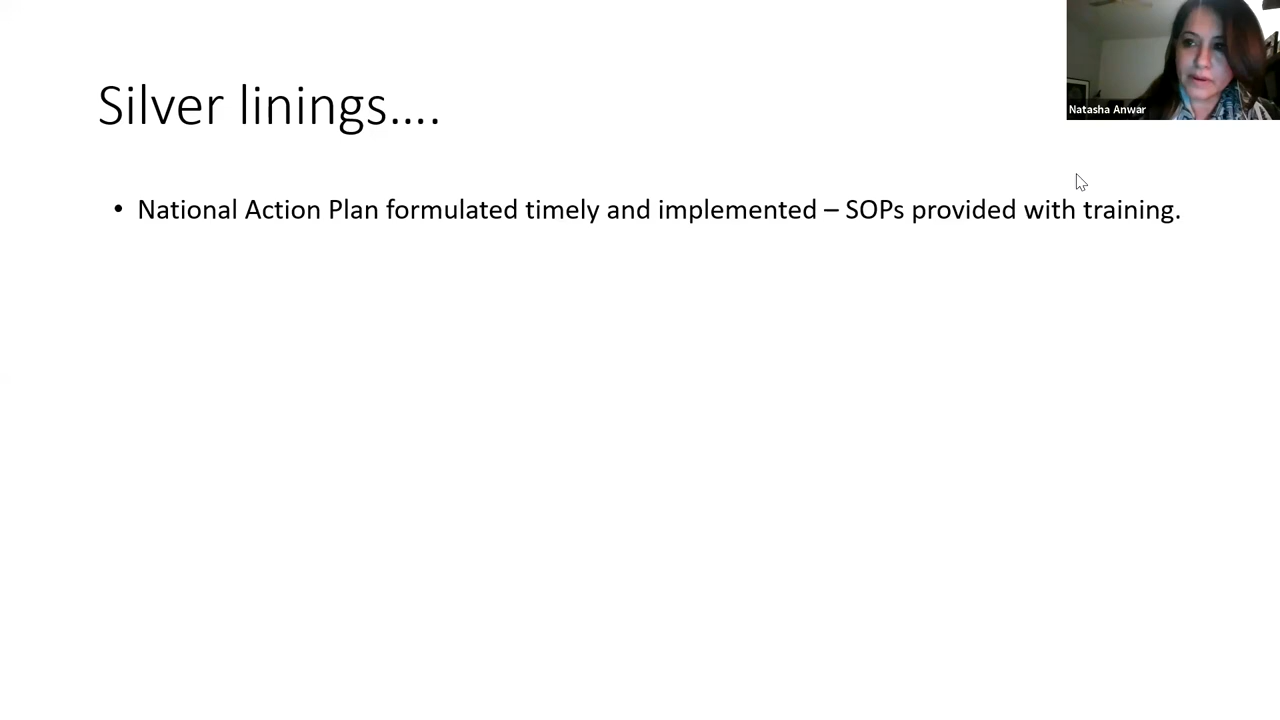 Silver linings....
Natasha Anwar
• National Action Plan formulated timely and implemented – SOPs provided with training.